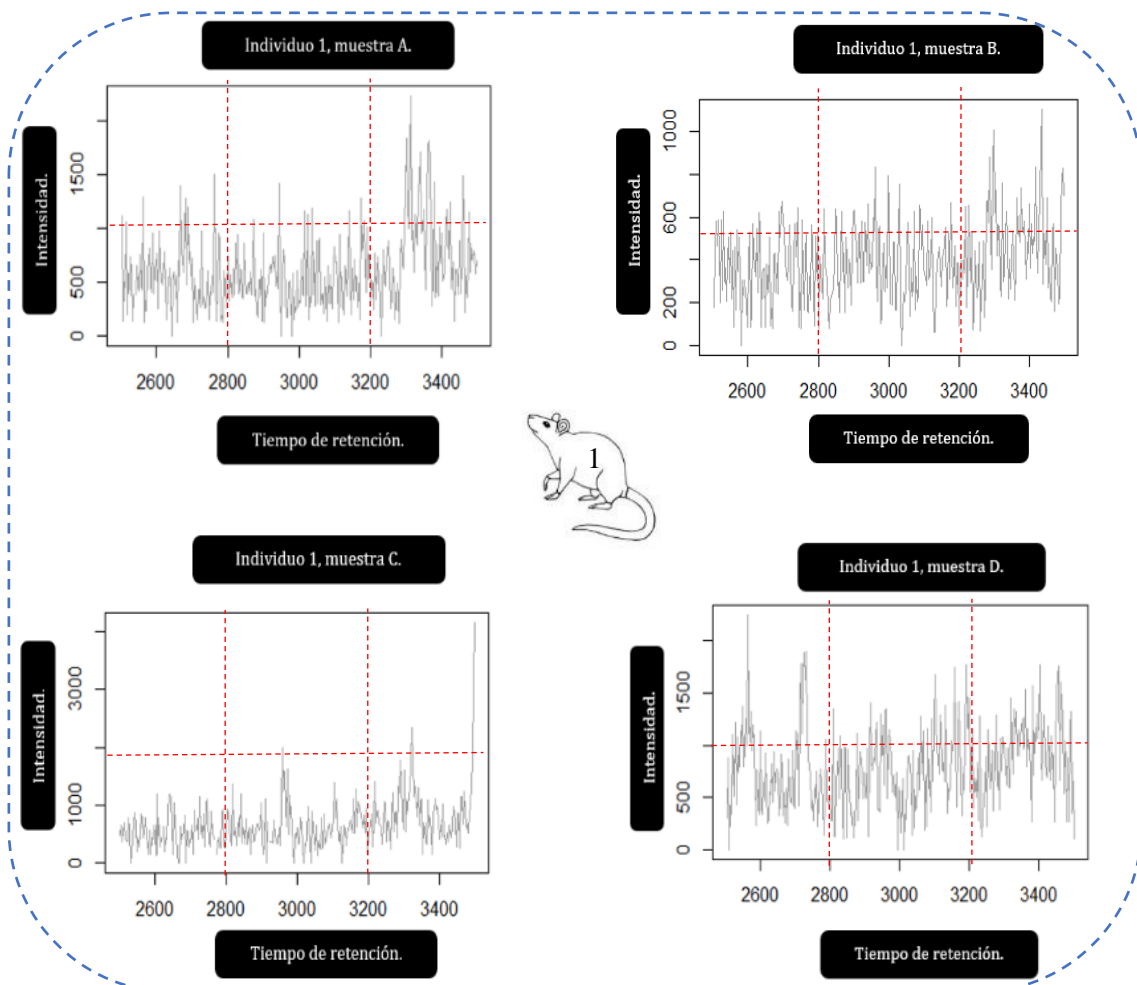 Individuo 1, muestra A.
Intensidad.
1500
500
0
2600 2800 3000 3200 3400
Tiempo de retención.
Individuo 1, muestra B.
Intensidad.
1000
600
200
0
2600 2800 3000 3200 3400
Tiempo de retención.
1
Individuo 1, muestra C.
Intensidad.
3000
1000
0
2600 2800 3000 3200 3400
Tiempo de retención.
Individuo 1, muestra D.
Intensidad.
1500
500
0
2600 2800 3000 3200 3400
Tiempo de retención.